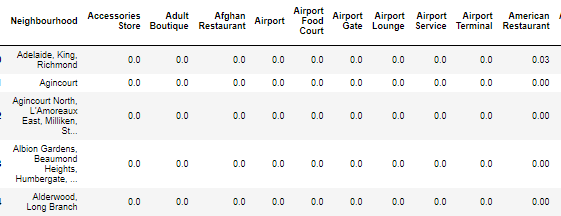 Neighbourhood Accessories Store Adult Boutique Afghan Restaurant Airport Airport Food Court Airport Gate Airport Lounge Airport Service Airport Terminal American Restaurant
Adelaide, King, Richmond 0.0 0.0 0.0 0.0 0.0 0.0 0.0 0.0 0.0 0.03
1 Agincourt 0.0 0.0 0.0 0.0 0.0 0.0 0.0 0.0 0.0 0.00
2 Agincourt North, L'Amoreaux East, Milliken, St... 0.0 0.0 0.0 0.0 0.0 0.0 0.0 0.0 0.0 0.00
3 Albion Gardens, Beaumond Heights, Humbergate, ... 0.0 0.0 0.0 0.0 0.0 0.0 0.0 0.0 0.0 0.00
4 Alderwood, Long Branch 0.0 0.0 0.0 0.0 0.0 0.0 0.0 0.0 0.0 0.00